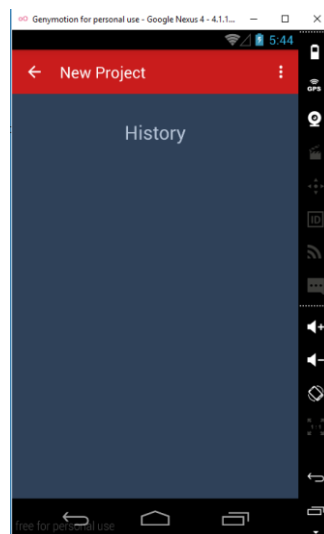 Genymotion for personal use - Google Nexus 4 - 4.1.1...
5:44
New Project
GPS
History
ID
free for personal use